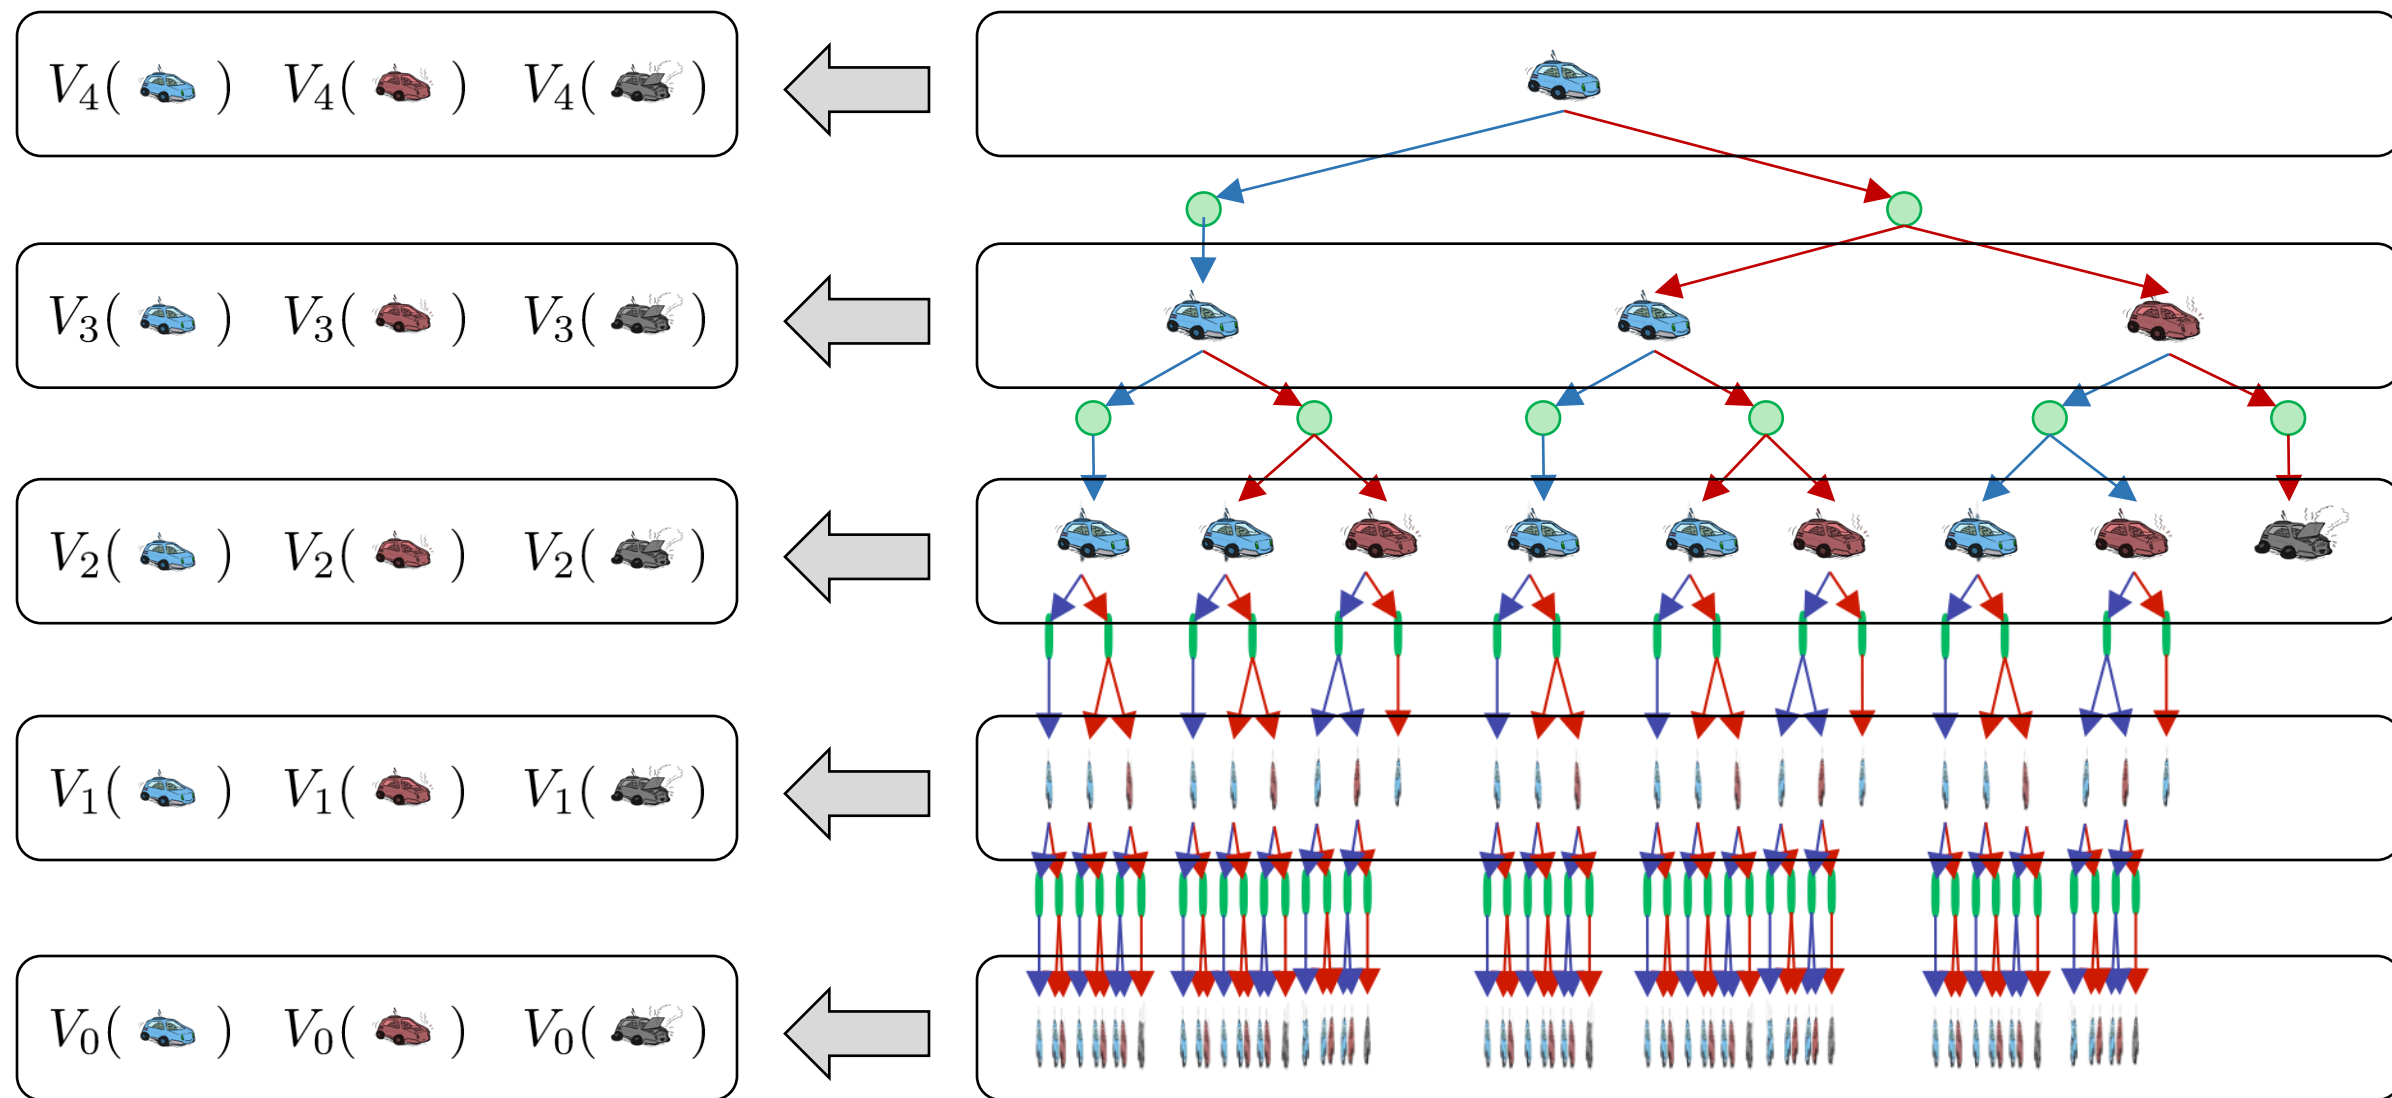 V₄( ) V₄( ) V₄( )
V₃( ) V₃( ) V₃( )
V₂( ) V₂( ) V₂( )
V₁( ) V₁( ) V₁( )
V₀( ) V₀( ) V₀( )